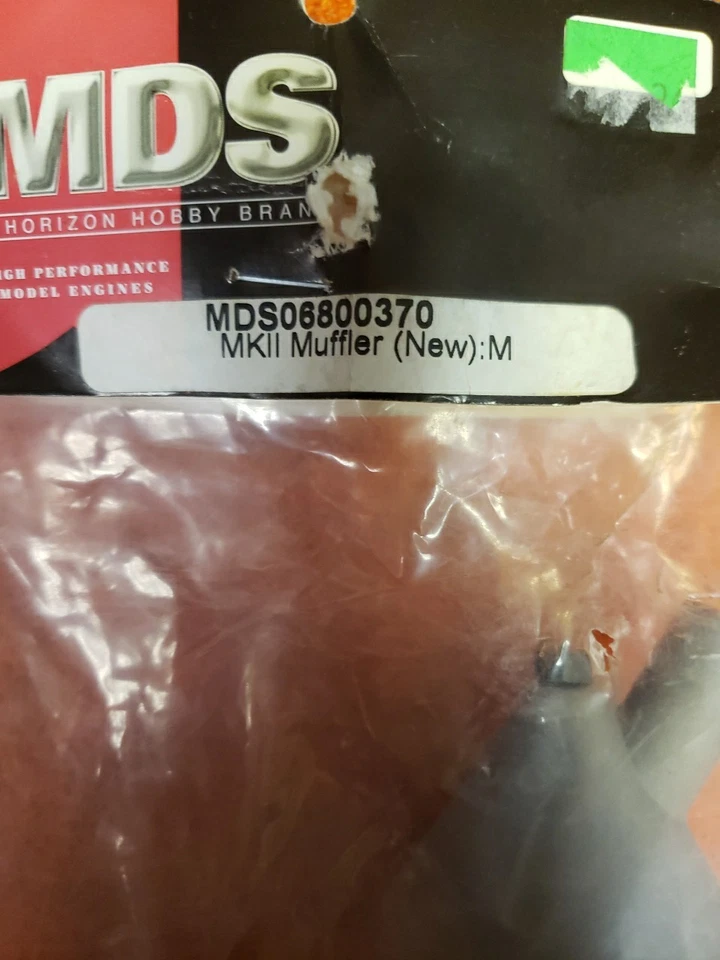 MDS
HORIZON HOBBY BRAN
IGH PERFORMANCE
MODEL ENGINES
MDS06800370
MKII Muffler (New):M